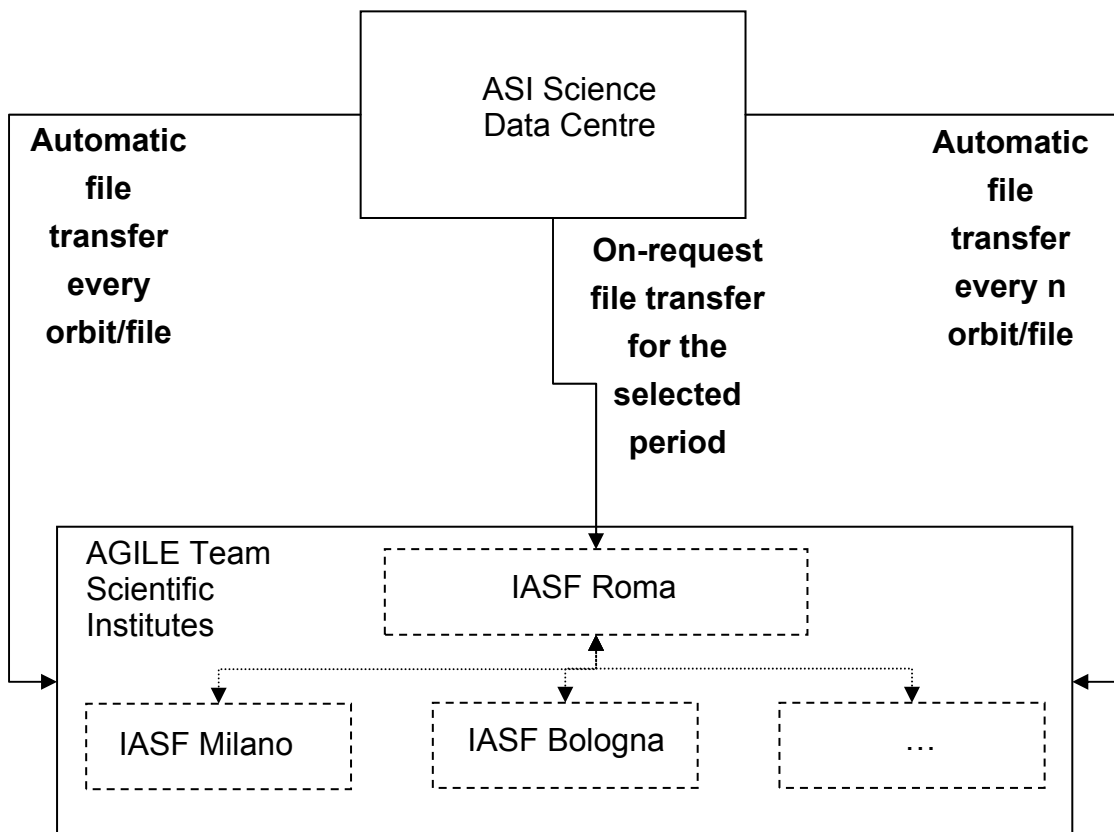 ASI Science
Data Centre
Automatic
file
transfer
every
orbit/file
On-request
file transfer
for the
selected
period
Automatic
file
transfer
every n
orbit/file
AGILE Team
Scientific
Institutes
IASF Roma
IASF Milano
IASF Bologna
…